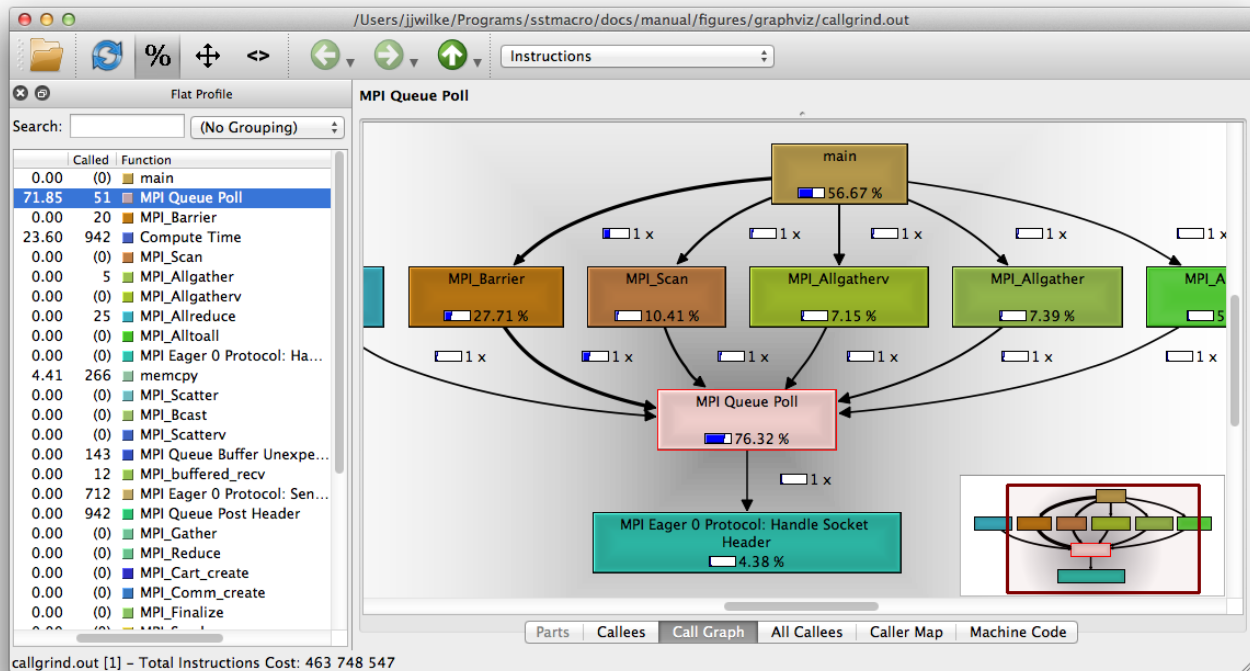 /Users/jjwilke/Programs/sstmacro/docs/manual/figures/graphviz/callgrind.out
% <> Instructions
Flat Profile
Search: (No Grouping)
Called Function
0.00 (0) main
71.85 51 MPI Queue Poll
0.00 20 MPI_Barrier
23.60 942 Compute Time
0.00 (0) MPI_Scan
0.00 5 MPI_Allgather
0.00 (0) MPI_Allgatherv
0.00 25 MPI_Allreduce
0.00 (0) MPI_Alltoall
0.00 (0) MPI Eager 0 Protocol: Ha...
4.41 266 memcpy
0.00 (0) MPI_Scatter
0.00 (0) MPI_Bcast
0.00 (0) MPI_Scatterv
0.00 143 MPI Queue Buffer Unexpe...
0.00 12 MPI_buffered_recv
0.00 712 MPI Eager 0 Protocol: Sen...
0.00 942 MPI Queue Post Header
0.00 (0) MPI_Gather
0.00 (0) MPI_Reduce
0.00 (0) MPI_Cart_create
0.00 (0) MPI_Comm_create
0.00 (0) MPI_Finalize
MPI Queue Poll
main
56.67 %
1 x 1 x 1 x 1 x 1 x
MPI_Barrier MPI_Scan MPI_Allgatherv MPI_Allgather MPI_A
27.71 % 10.41 % 7.15 % 7.39 % 5
1 x 1 x 1 x 1 x 1 x 1 x
MPI Queue Poll
76.32 %
1 x
MPI Eager 0 Protocol: Handle Socket
Header
4.38 %
Parts Callees Call Graph All Callees Caller Map Machine Code
callgrind.out [1] - Total Instructions Cost: 463 748 547